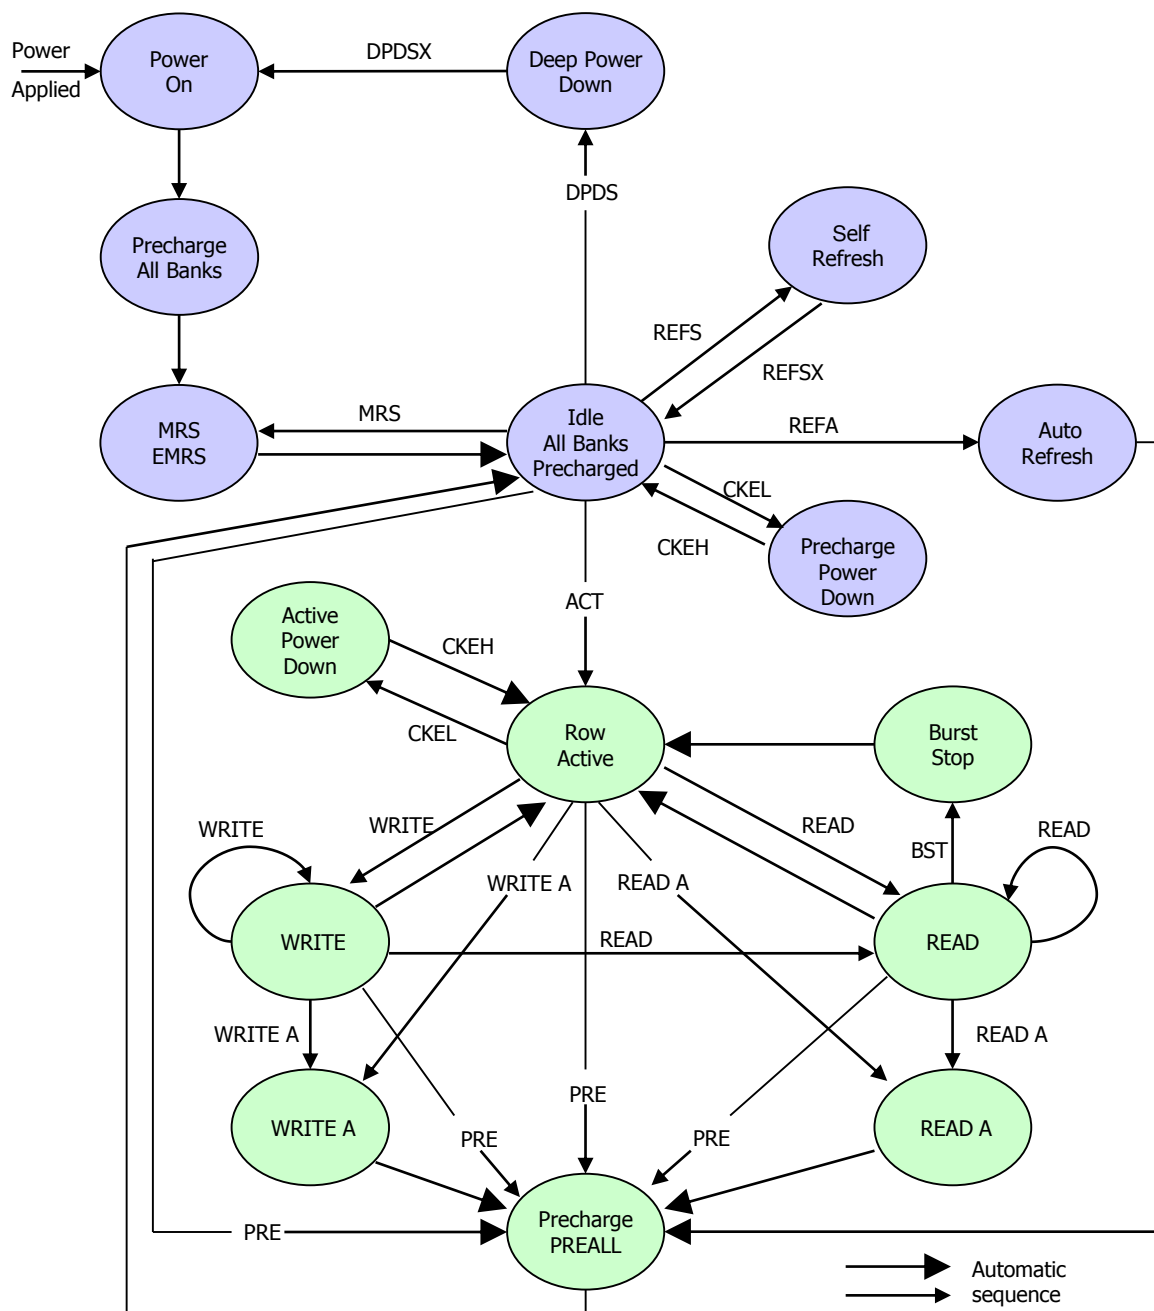 Power
Applied
Power
On
DPDSX
Deep Power
Down
DPDS
Precharge
All Banks
Self
Refresh
REFS
REFSX
MRS
EMRS
MRS
Idle
All Banks
Precharged
REFA
Auto
Refresh
CKEL
CKEH
Precharge
Power
Down
ACT
Active
Power
Down
CKEH
CKEL
Row
Active
Burst
Stop
WRITE
WRITE
READ
BST
READ
WRITE A
READ A
WRITE
READ
READ
WRITE A
READ A
WRITE A
PRE
PRE
PRE
READ A
PRE
Precharge
PREALL
Automatic
sequence